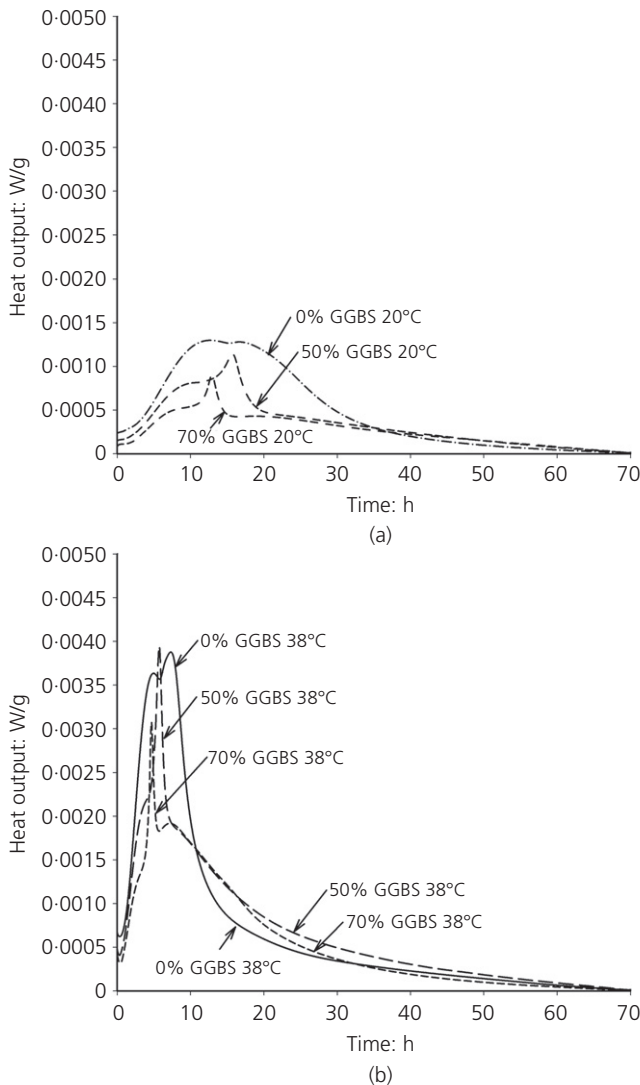 0·0050
0·0045
0·0040
0·0035
0·0030
0·0025
0·0020
0·0015
0·0010
0·0005
0
Heat output: W/g
0% GGBS 20°C
50% GGBS 20°C
70% GGBS 20°C
0 10 20 30 40 50 60 70
Time: h
(a)
0·0050
0·0045
0·0040
0·0035
0·0030
0·0025
0·0020
0·0015
0·0010
0·0005
0
Heat output: W/g
0% GGBS 38°C
50% GGBS 38°C
70% GGBS 38°C
50% GGBS 38°C
70% GGBS 38°C
0% GGBS 38°C
0 10 20 30 40 50 60 70
Time: h
(b)